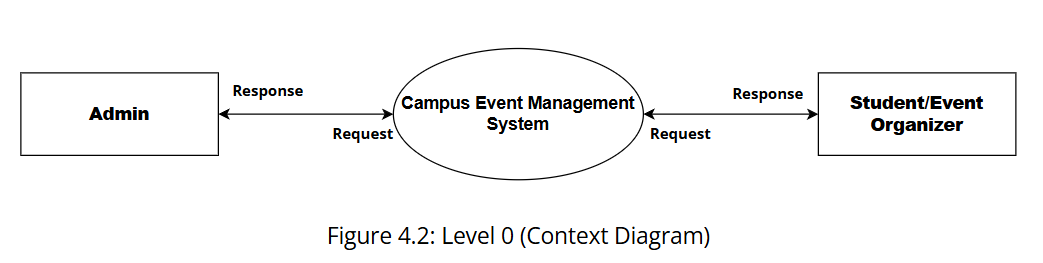 Admin
Response
Request
Campus Event Management
System
Response
Request
Student/Event
Organizer
Figure 4.2: Level 0 (Context Diagram)